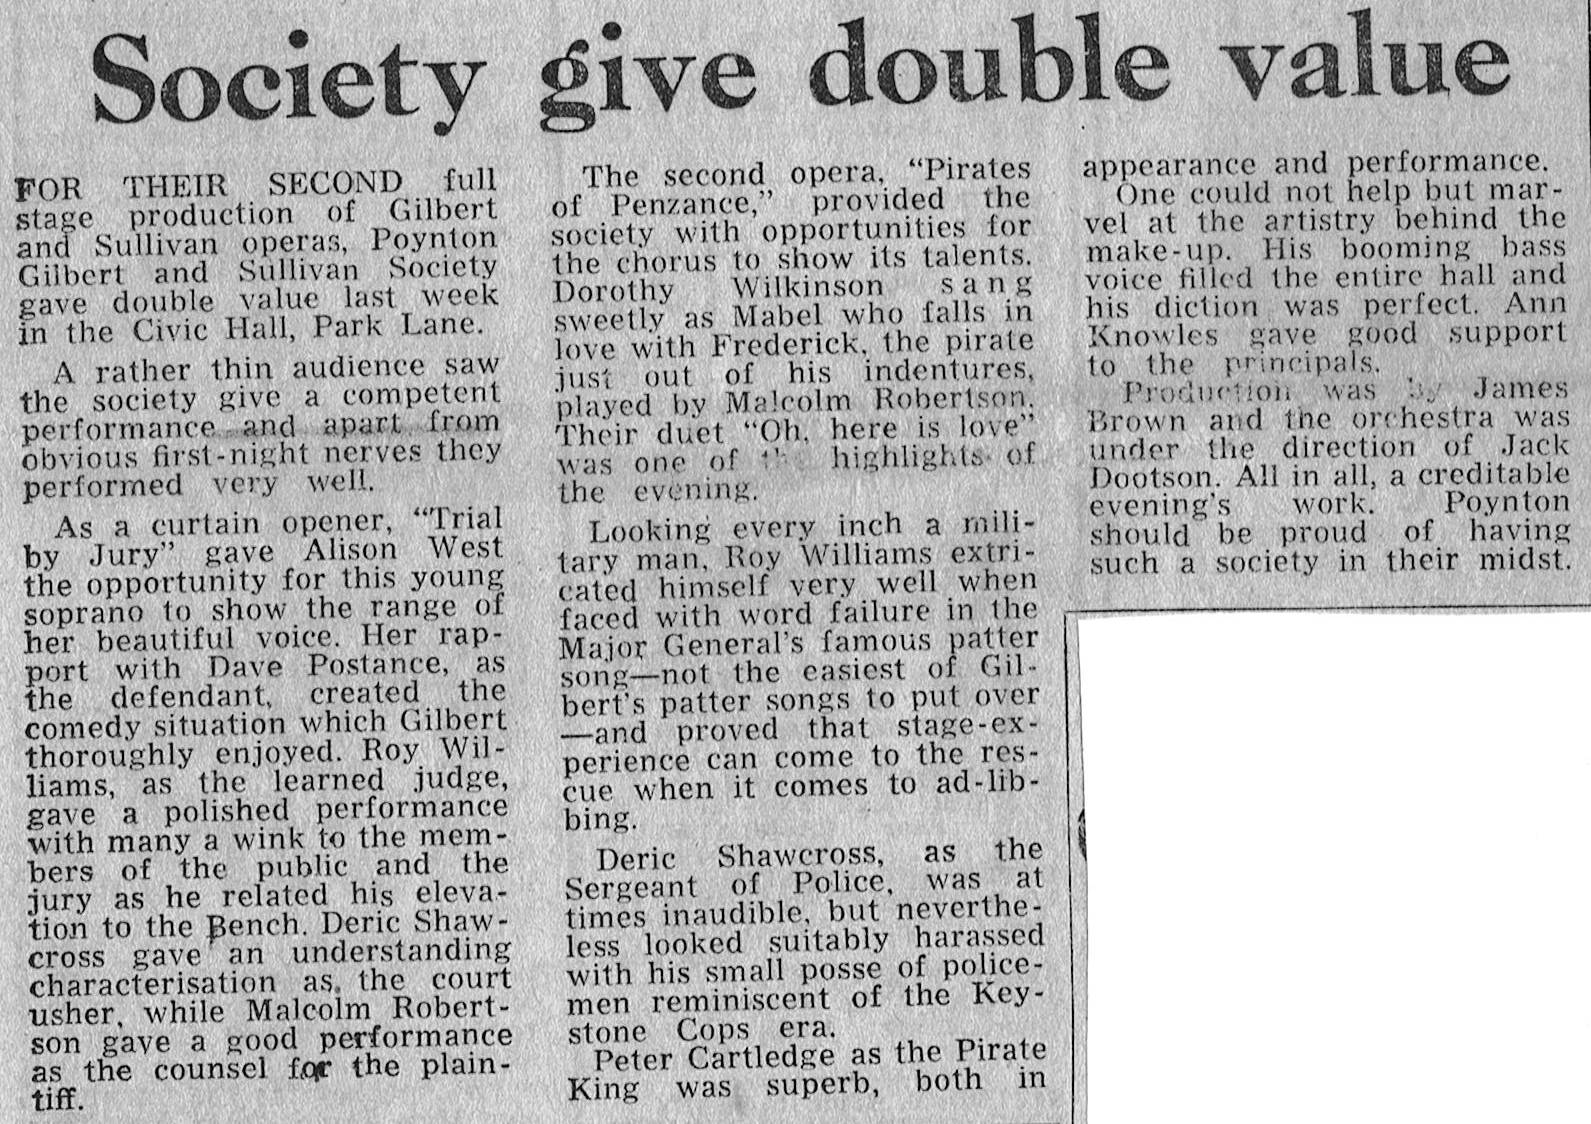 Society give double value
FOR THEIR SECOND full
stage production of Gilbert
and Sullivan operas, Poynton
Gilbert and Sullivan Society
gave double value last week
in the Civic Hall, Park Lane.
A rather thin audience saw
the society give a competent
performance and apart from
obvious first-night nerves they
performed very well.
As a curtain opener, “Trial
by Jury” gave Alison West
the opportunity for this young
soprano to show the range of
her beautiful voice. Her rap-
port with Dave Postance, as
the defendant, created the
comedy situation which Gilbert
thoroughly enjoyed. Roy Wil-
liams, as the learned judge,
gave a polished performance
with many a wink to the mem-
bers of the public and the
jury as he related his eleva-
tion to the Bench. Deric Shaw-
cross gave an understanding
characterisation as the court
usher, while Malcolm Robert-
son gave a good performance
as the counsel for the plain-
tiff.
The second opera, “Pirates
of Penzance,” provided the
society with opportunities for
the chorus to show its talents.
Dorothy Wilkinson sang
sweetly as Mabel who falls in
love with Frederick, the pirate
just out of his indentures,
played by Malcolm Robertson.
Their duet “Oh, here is love”
was one of the highlights of
the evening.
Looking every inch a mili-
tary man, Roy Williams extri-
cated himself very well when
faced with word failure in the
Major General's famous patter
song—not the easiest of Gil-
bert's patter songs to put over
—and proved that stage-ex-
perience can come to the res-
cue when it comes to ad-lib-
bing.
Deric Shawcross, as the
Sergeant of Police, was at
times inaudible, but neverthe-
less looked suitably harassed
with his small posse of police-
men reminiscent of the Key-
stone Cops era.
Peter Cartledge as the Pirate
King was superb, both in
appearance and performance.
One could not help but mar-
vel at the artistry behind the
make-up. His booming bass
voice filled the entire hall and
his diction was perfect. Ann
Knowles gave good support
to the principals.
Production was by James
Brown and the orchestra was
under the direction of Jack
Dootson. All in all, a creditable
evening's work. Poynton
should be proud of having
such a society in their midst.